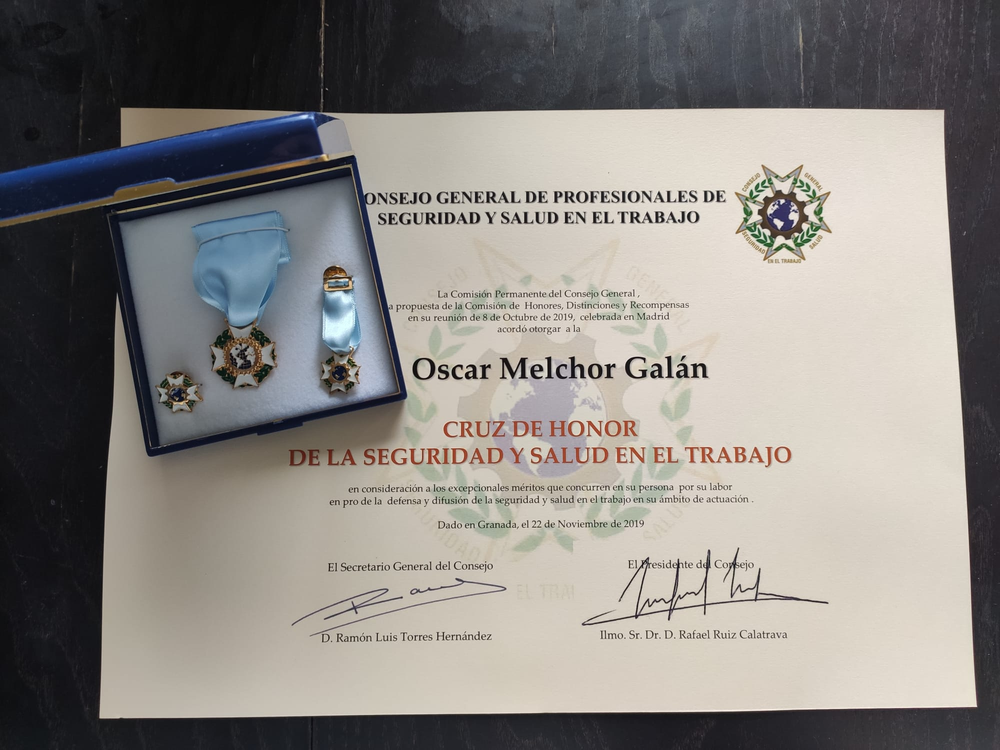 ONSEJO GENERAL DE PROFESIONALES DE
SEGURIDAD Y SALUD EN EL TRABAJO
CONSEJO GENERAL
SEGURIDAD SALUD
EN EL TRABAJO
La Comisión Permanente del Consejo General ,
a propuesta de la Comisión de Honores, Distinciones y Recompensas
en su reunión de 8 de Octubre de 2019, celebrada en Madrid
acordó otorgar a la
Oscar Melchor Galán
CRUZ DE HONOR
DE LA SEGURIDAD Y SALUD EN EL TRABAJO
en consideración a los excepcionales méritos que concurren en su persona por su labor
en pro de la defensa y difusión de la seguridad y salud en el trabajo en su ámbito de actuación .
Dado en Granada, el 22 de Noviembre de 2019
El Secretario General del Consejo
El Presidente del Consejo
D. Ramón Luis Torres Hernández
Ilmo. Sr. Dr. D. Rafael Ruiz Calatrava